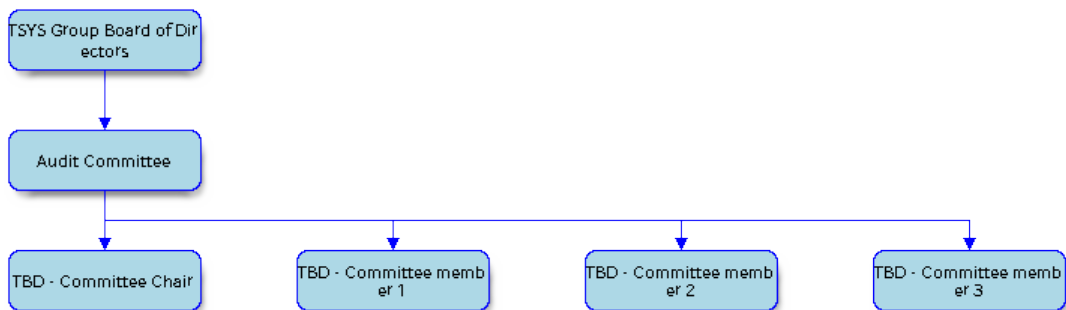 TSYS Group Board of Dir
ectors
Audit Committee
TBD - Committee Chair
TBD - Committee memb
er 1
TBD - Committee memb
er 2
TBD - Committee memb
er 3